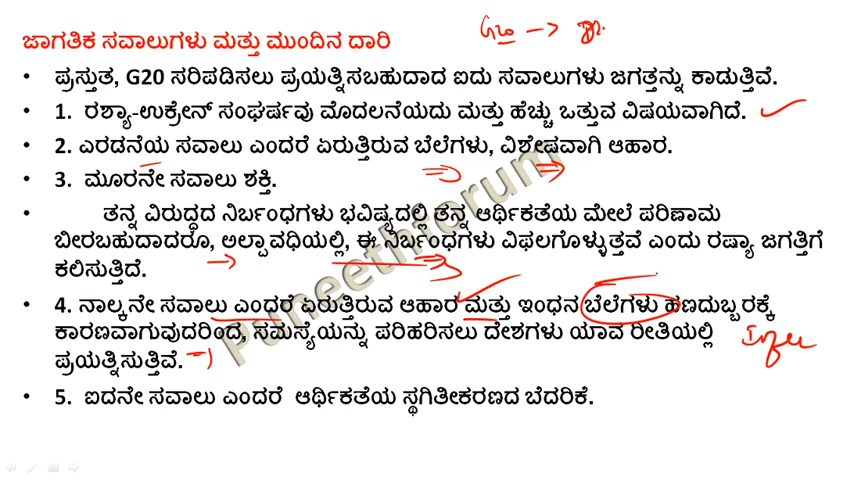 G20 →
ಜಾಗತಿಕ ಸವಾಲುಗಳು ಮತ್ತು ಮುಂದಿನ ದಾರಿ
• ಪ್ರಸ್ತುತ, G20 ಸರಿಪಡಿಸಲು ಪ್ರಯತ್ನಿಸಬಹುದಾದ ಐದು ಸವಾಲುಗಳು ಜಗತ್ತನ್ನು ಕಾಡುತ್ತಿವೆ.
• 1. ರಶ್ಯಾ-ಉಕ್ರೇನ್ ಸಂಘರ್ಷವು ಮೊದಲನೆಯದು ಮತ್ತು ಹೆಚ್ಚು ಒತ್ತುವ ವಿಷಯವಾಗಿದೆ.
• 2. ಎರಡನೆಯ ಸವಾಲು ಎಂದರೆ ಏರುತ್ತಿರುವ ಬೆಲೆಗಳು, ವಿಶೇಷವಾಗಿ ಆಹಾರ.
• 3. ಮೂರನೇ ಸವಾಲು ಶಕ್ತಿ.
• ತನ್ನ ವಿರುದ್ಧದ ನಿರ್ಬಂಧಗಳು ಭವಿಷ್ಯದಲ್ಲಿ ತನ್ನ ಆರ್ಥಿಕತೆಯ ಮೇಲೆ ಪರಿಣಾಮ
ಬೀರಬಹುದಾದರೂ, ಅಲ್ಪಾವಧಿಯಲ್ಲಿ, ಈ ನಿರ್ಬಂಧಗಳು ವಿಫಲಗೊಳ್ಳುತ್ತವೆ ಎಂದು ರಷ್ಯಾ ಜಗತ್ತಿಗೆ
ಕಲಿಸುತ್ತಿದೆ.
• 4. ನಾಲ್ಕನೇ ಸವಾಲು ಎಂದರೆ ಏರುತ್ತಿರುವ ಆಹಾರ ಮತ್ತು ಇಂಧನ ಬೆಲೆಗಳು ಹಣದುಬ್ಬರಕ್ಕೆ
ಕಾರಣವಾಗುವುದರಿಂದ, ಸಮಸ್ಯೆಯನ್ನು ಪರಿಹರಿಸಲು ದೇಶಗಳು ಯಾವ ರೀತಿಯಲ್ಲಿ
ಪ್ರಯತ್ನಿಸುತ್ತಿವೆ.
• 5. ಐದನೇ ಸವಾಲು ಎಂದರೆ ಆರ್ಥಿಕತೆಯ ಸ್ಥಗಿತೀಕರಣದ ಬೆದರಿಕೆ.
Puneethforum